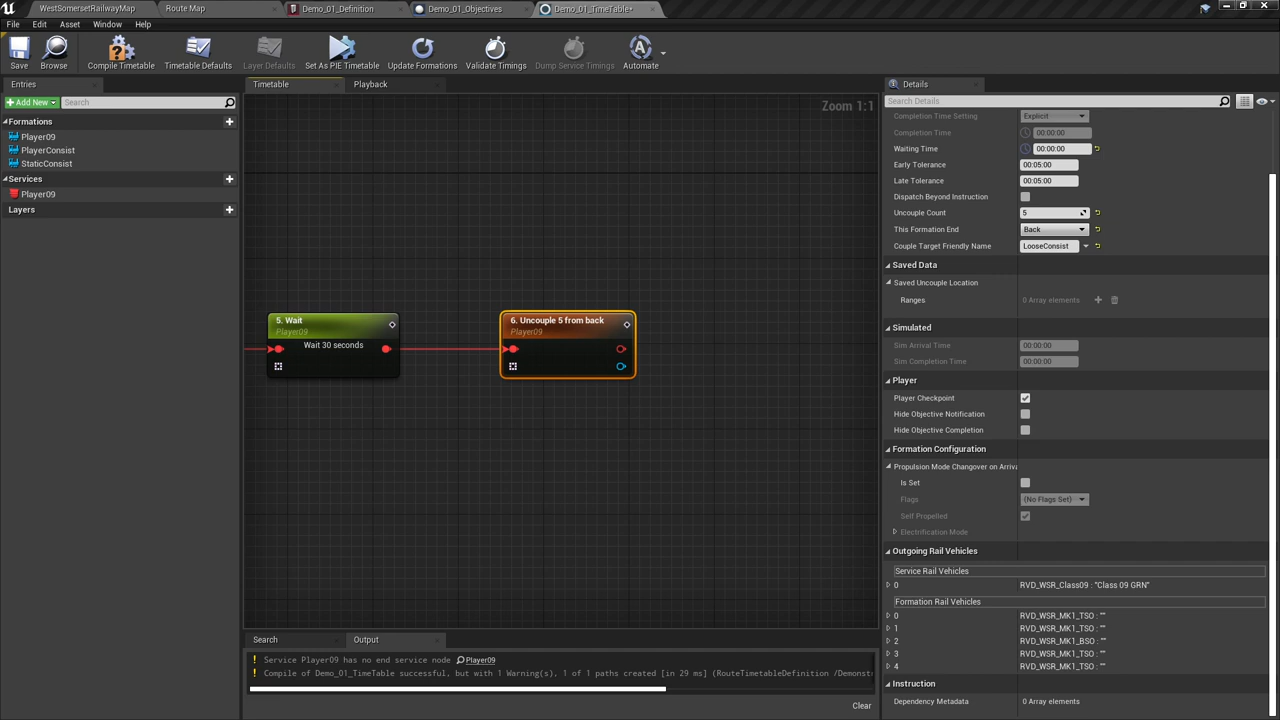 WestSomersetRailwayMap
Route Map
Demo_01_Definition
Demo_01_Objectives
Demo_01_TimeTable*
File
Edit
Asset
Window
Help
Save
Browse
Compile Timetable
Timetable Defaults
Layer Defaults
Set As PIE Timetable
Update Formations
Validate Timings
Dump Service Timings
Automate
Entries
Timetable
Playback
Details
Add New
Search
Zoom 1:1
Search Details
Formations
Player09
PlayerConsist
StaticConsist
Services
Player09
Layers
5. Wait
Player09
Wait 30 seconds
6. Uncouple 5 from back
Player09
Completion Time Setting
Explicit
Completion Time
00:00:00
Waiting Time
00:00:00
Early Tolerance
00:05:00
Late Tolerance
00:05:00
Dispatch Beyond Instruction
Uncouple Count
5
This Formation End
Back
Couple Target Friendly Name
LooseConsist
Saved Data
Saved Uncouple Location
Ranges
0 Array elements
Simulated
Sim Arrival Time
00:00:00
Sim Completion Time
00:00:00
Player
Player Checkpoint
Hide Objective Notification
Hide Objective Completion
Formation Configuration
Propulsion Mode Changover on Arriva
Is Set
Flags
(No Flags Set)
Self Propelled
Electrification Mode
Outgoing Rail Vehicles
Service Rail Vehicles
0
RVD_WSR_Class09 : "Class 09 GRN"
Formation Rail Vehicles
0
RVD_WSR_MK1_TSO : ""
1
RVD_WSR_MK1_TSO : ""
2
RVD_WSR_MK1_BSO : ""
3
RVD_WSR_MK1_TSO : ""
4
RVD_WSR_MK1_TSO : ""
Instruction
Dependency Metadata
0 Array elements
Search
Output
Service Player09 has no end service node Player09
Compile of Demo_01_TimeTable successful, but with 1 Warning(s), 1 of 1 paths created [in 29 ms] (RouteTimetableDefinition /Demonstr
Clear